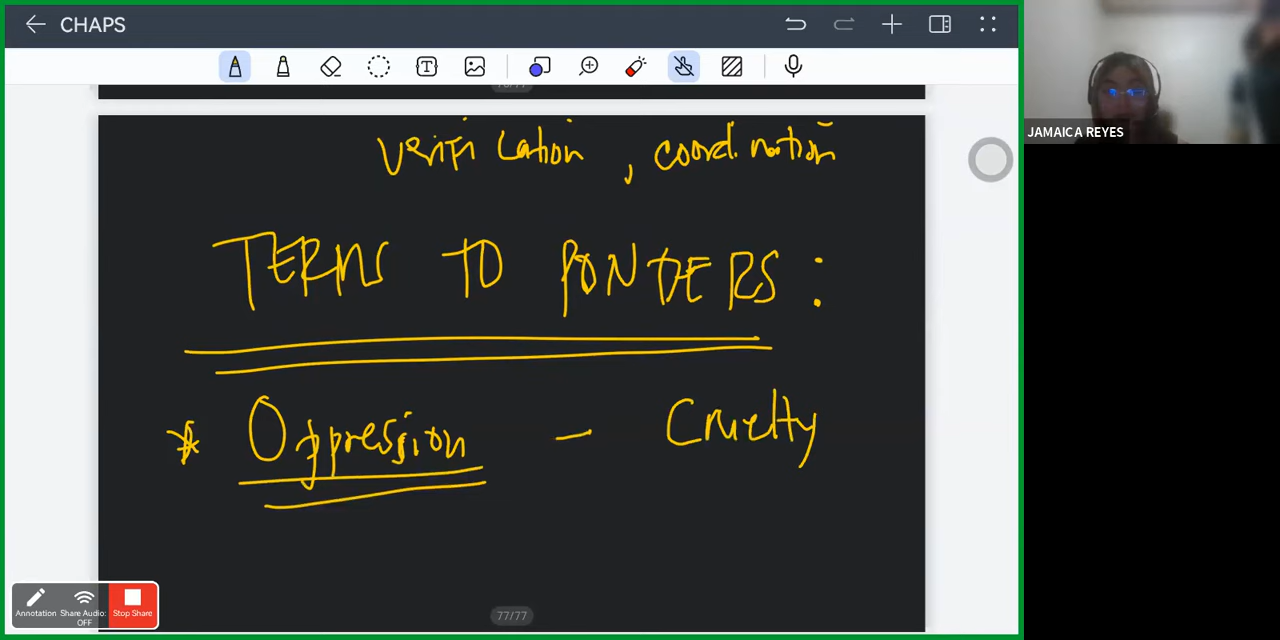 CHAPS
verification, coordination
TERMS TO PONDERS:
* Oppression - Cruelty
77/77
Annotation
Share Audio: OFF
Stop Share
JAMAICA REYES